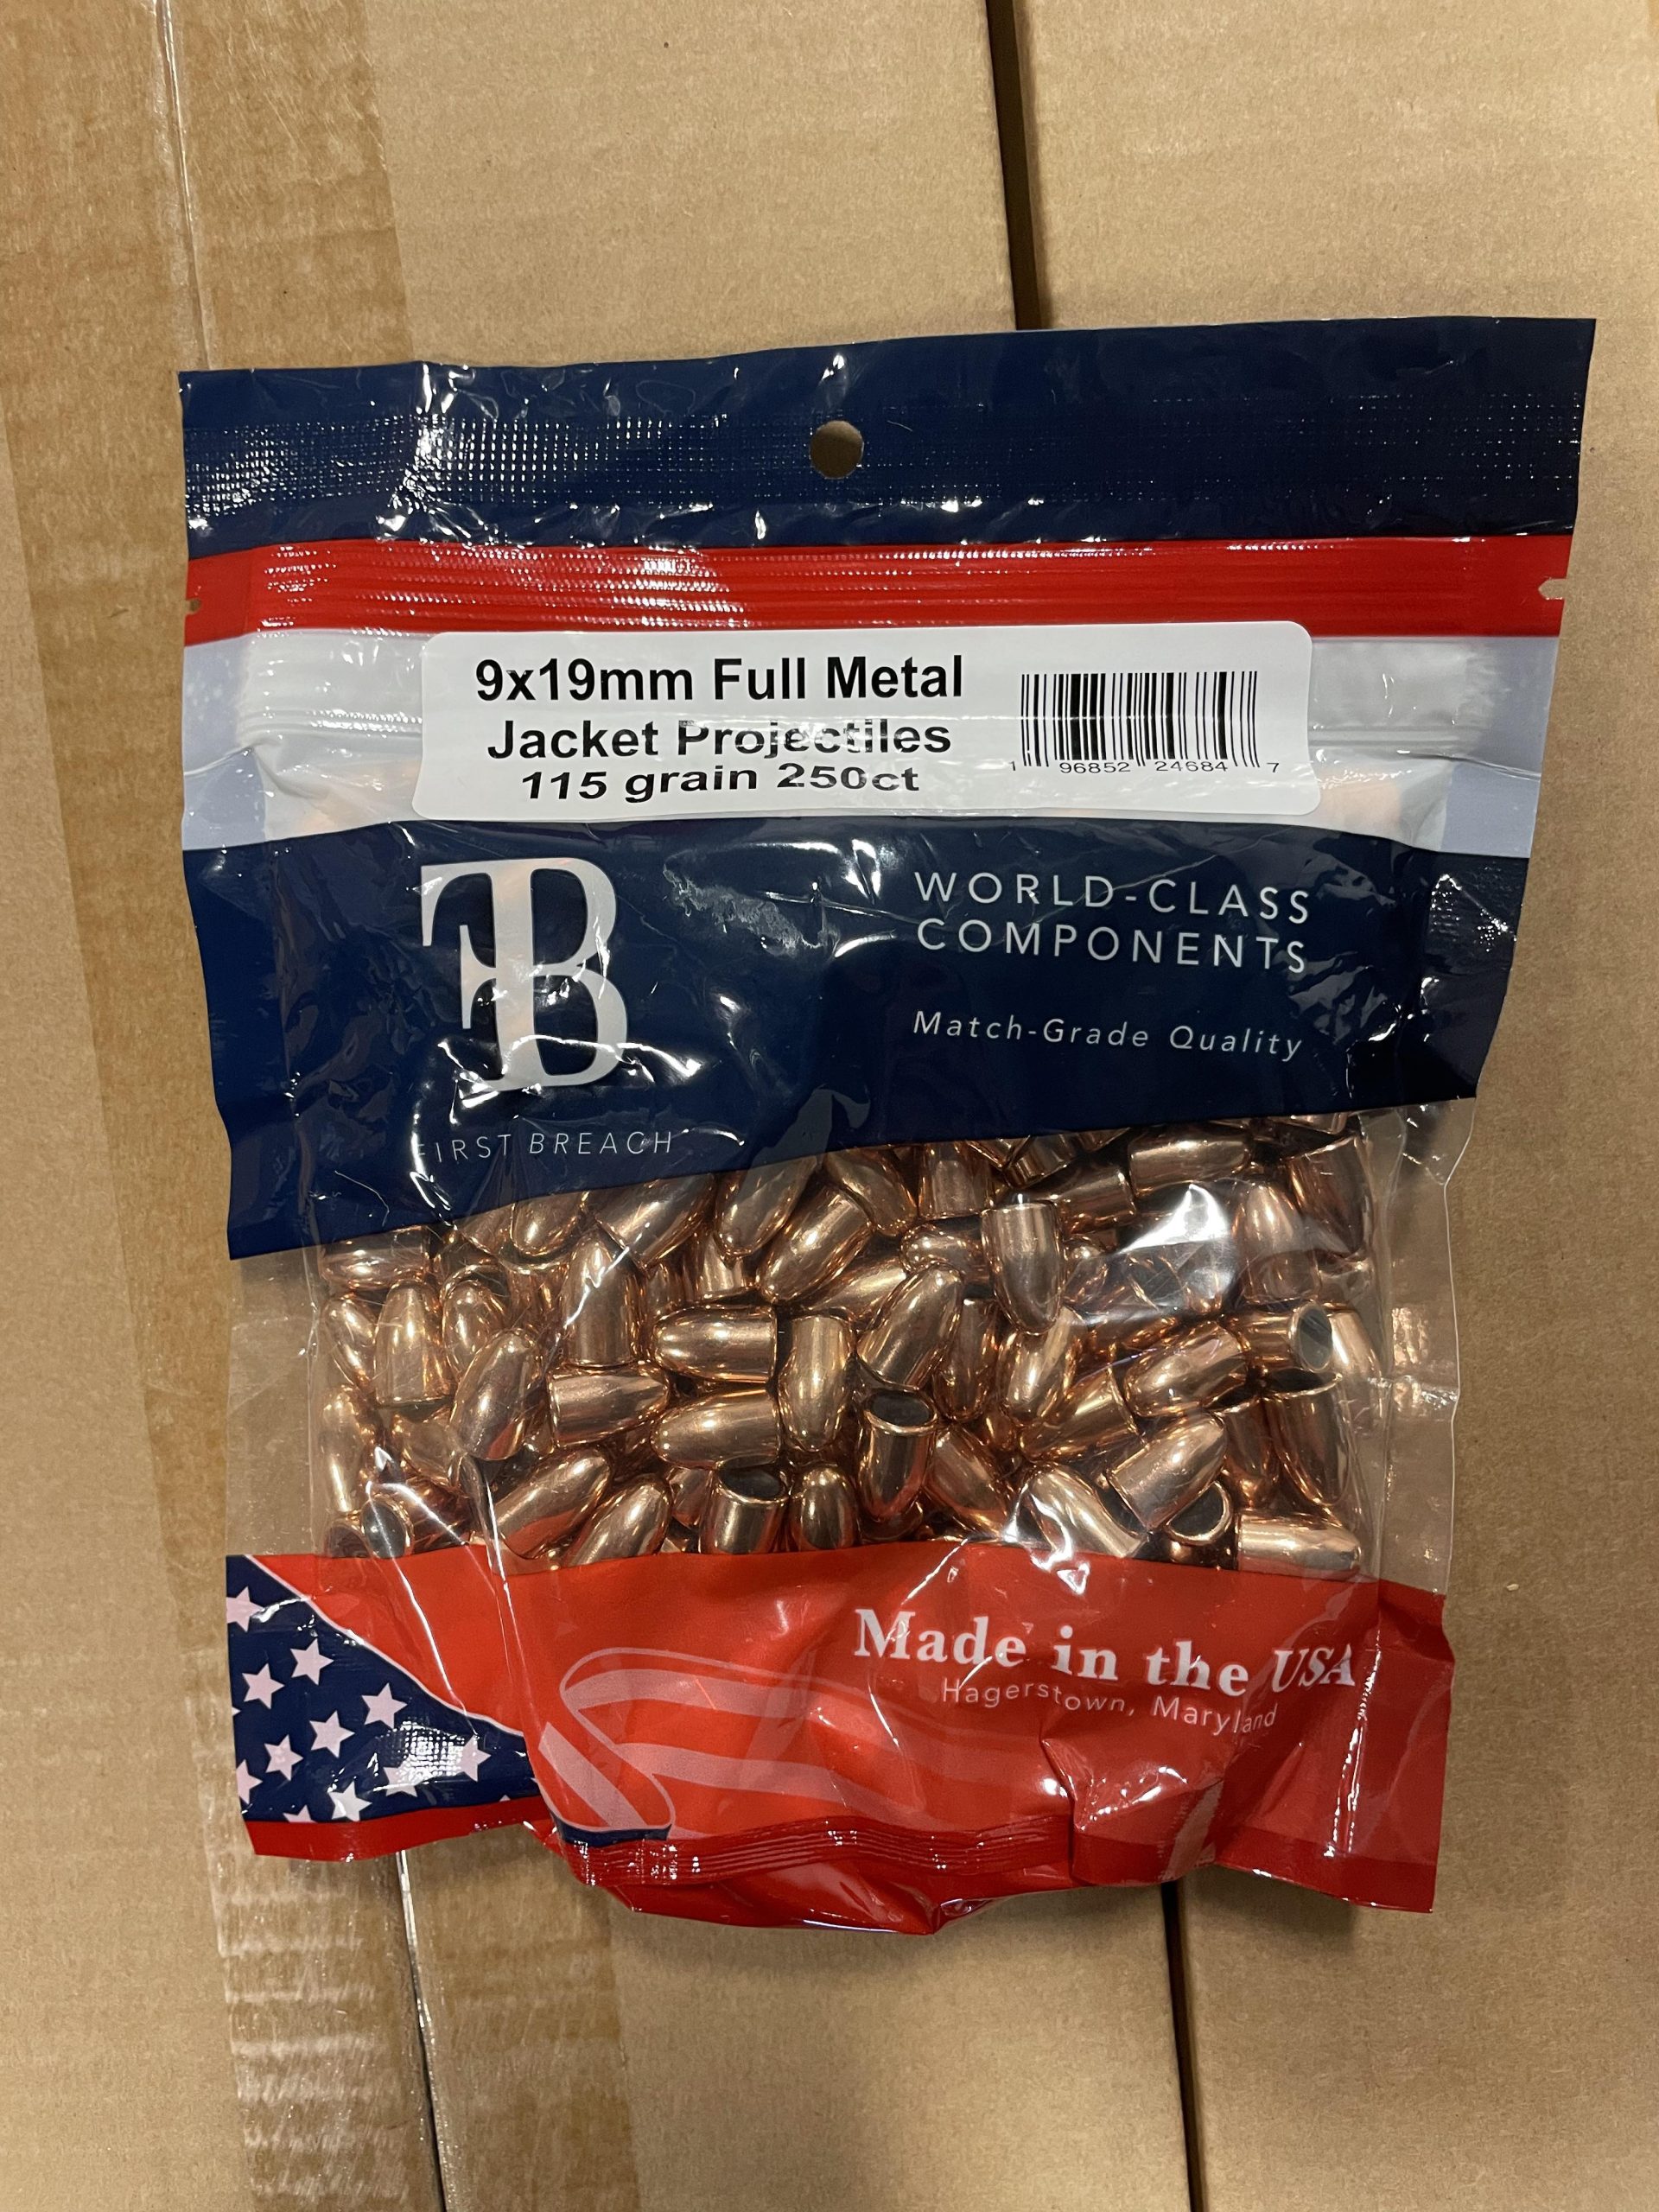 9x19mm Full Metal
Jacket Projectiles
115 grain 250ct
1 96852 24684 7
FB
WORLD-CLASS
COMPONENTS
Match-Grade Quality
FIRST BREACH
Made in the USA
Hagerstown, Maryland